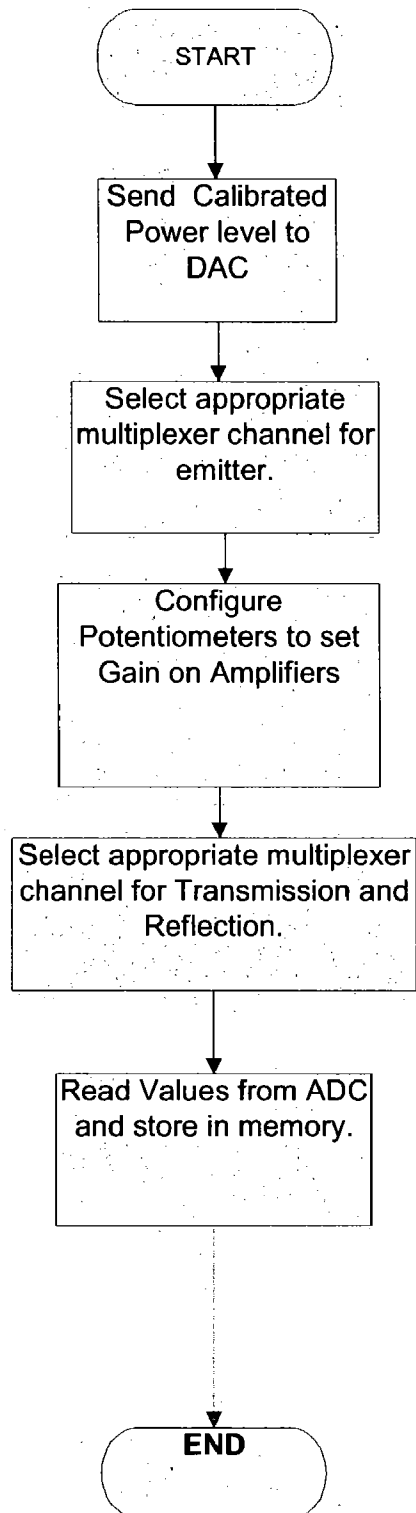 START
Send Calibrated
Power level to
DAC
Select appropriate
multiplexer channel for
emitter.
Configure
Potentiometers to set
Gain on Amplifiers
Select appropriate multiplexer
channel for Transmission and
Reflection.
Read Values from ADC
and store in memory.
END